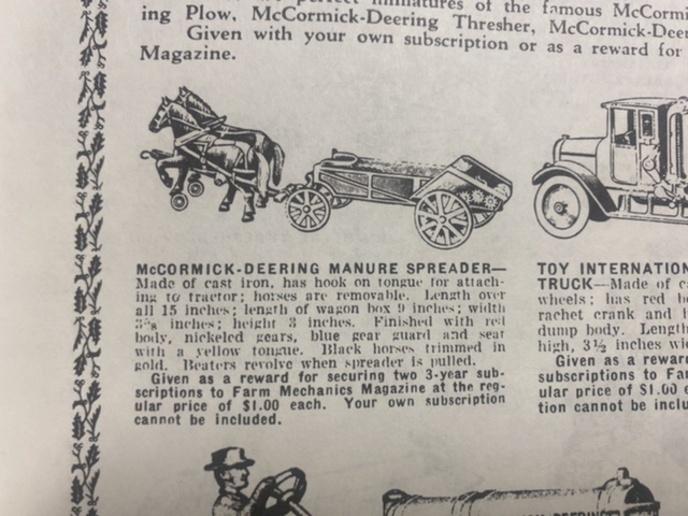 perfect miniatures of the famous McCormi
ing Plow, McCormick-Deering Thresher, McCormick-Deer
Given with your own subscription or as a reward for
Magazine.
McCORMICK-DEERING MANURE SPREADER—
Made of cast iron, has hook on tongue for attach-
ing to tractor; horses are removable. Length over
all 15 inches; length of wagon box 9 inches; width
inches; height 3 inches. Finished with red
body, nickeled gears, blue gear guard and seat
with a yellow tongue. Black horses trimmed in
gold. Beaters revolve when spreader is pulled.
Given as a reward for securing two 3-year sub-
scriptions to Farm Mechanics Magazine at the reg-
ular price of $1.00 each. Your own subscription
cannot be included.
TOY INTERNATION
TRUCK—Made of c
wheels; has red b
rachet crank and
dump body. Length
high, 3½ inches wi
Given as a rewar
subscriptions to Fa
ular price of $1.00 e
tion cannot be inclu